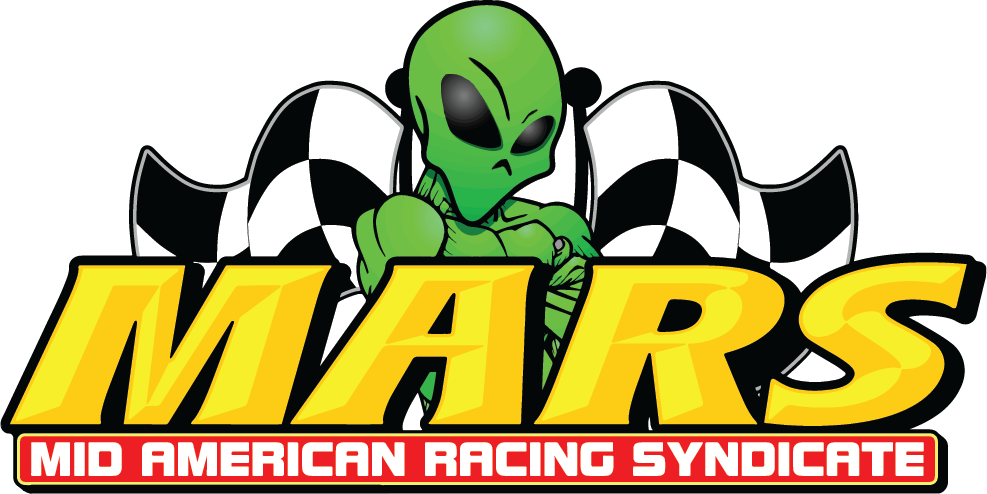 MARS
MID AMERICAN RACING SYNDICATE